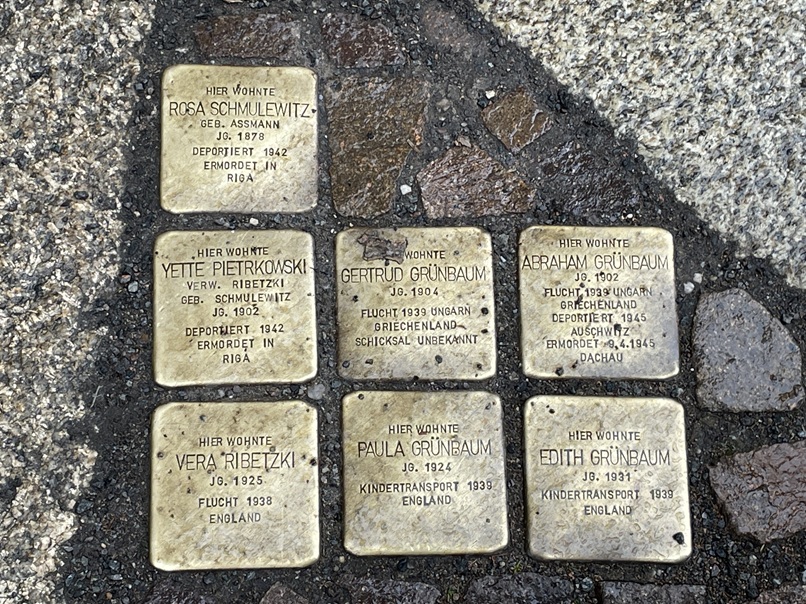 HIER WOHNTE
ROSA SCHMULEWITZ
GEB. ASSMANN
JG. 1878
DEPORTIERT 1942
ERMORDET IN
RIGA
HIER WOHNTE
YETTE PIETRKOWSKI
VERW. RIBETZKI
GEB. SCHMULEWITZ
JG. 1902
DEPORTIERT 1942
ERMORDET IN
RIGA
WOHNTE
GERTRUD GRÜNBAUM
JG. 1904
FLUCHT 1939 UNGARN
GRIECHENLAND
SCHICKSAL UNBEKANNT
HIER WOHNTE
ABRAHAM GRÜNBAUM
JG. 1902
FLUCHT 1939 UNGARN
GRIECHENLAND
DEPORTIERT 1945
AUSCHWITZ
ERMORDET 9.4.1945
DACHAU
HIER WOHNTE
VERA RIBETZKI
JG. 1925
FLUCHT 1938
ENGLAND
HIER WOHNTE
PAULA GRÜNBAUM
JG. 1924
KINDERTRANSPORT 1939
ENGLAND
HIER WOHNTE
EDITH GRÜNBAUM
JG. 1931
KINDERTRANSPORT 1939
ENGLAND